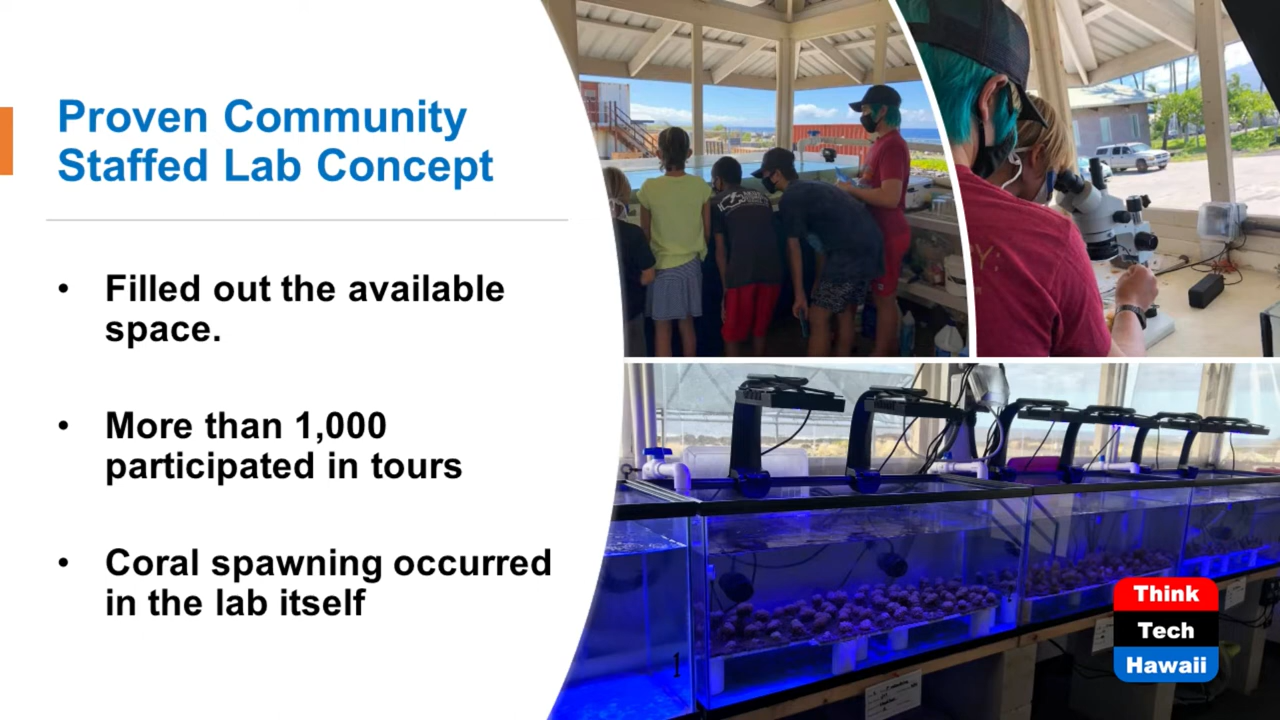 Proven Community
Staffed Lab Concept
• Filled out the available
space.
• More than 1,000
participated in tours
• Coral spawning occurred
in the lab itself
Think
Tech
Hawaii
1